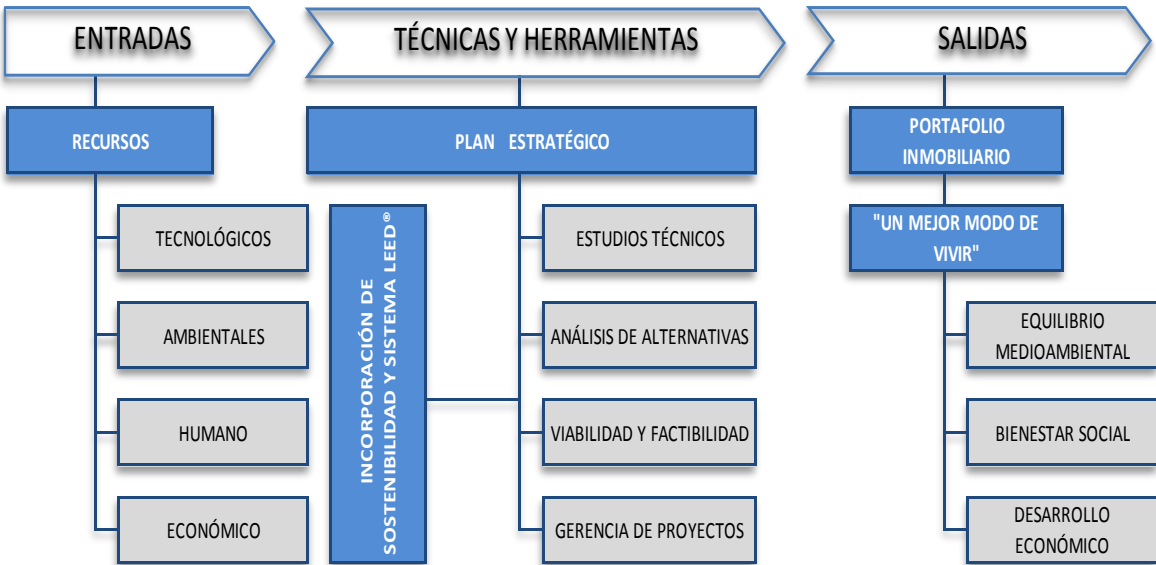 ENTRADAS
TÉCNICAS Y HERRAMIENTAS
SALIDAS
RECURSOS
PLAN ESTRATÉGICO
PORTAFOLIO
INMOBILIARIO
TECNOLÓGICOS
AMBIENTALES
HUMANO
ECONÓMICO
INCORPORACIÓN DE
SOSTENIBILIDAD Y SISTEMA LEED®
ESTUDIOS TÉCNICOS
ANÁLISIS DE ALTERNATIVAS
VIABILIDAD Y FACTIBILIDAD
GERENCIA DE PROYECTOS
"UN MEJOR MODO DE
VIVIR"
EQUILIBRIO
MEDIOAMBIENTAL
BIENESTAR SOCIAL
DESARROLLO
ECONÓMICO